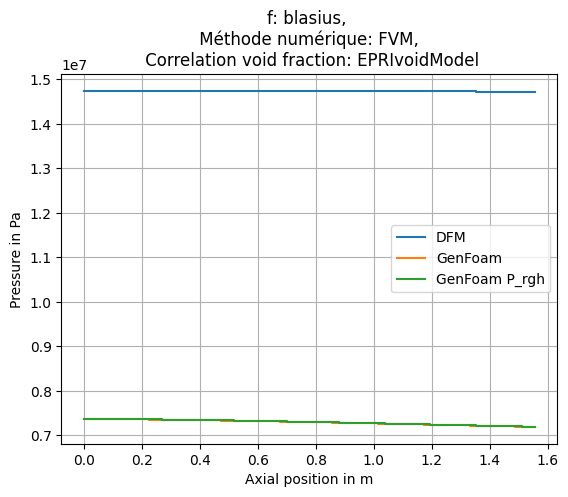 f: blasius,
Méthode numérique: FVM,
Correlation void fraction: EPRIvoidModel
1e7
1.5
1.4
1.3
1.2
1.1
1.0
0.9
0.8
0.7
Pressure in Pa
DFM
GenFoam
GenFoam P_rgh
0.0 0.2 0.4 0.6 0.8 1.0 1.2 1.4 1.6
Axial position in m